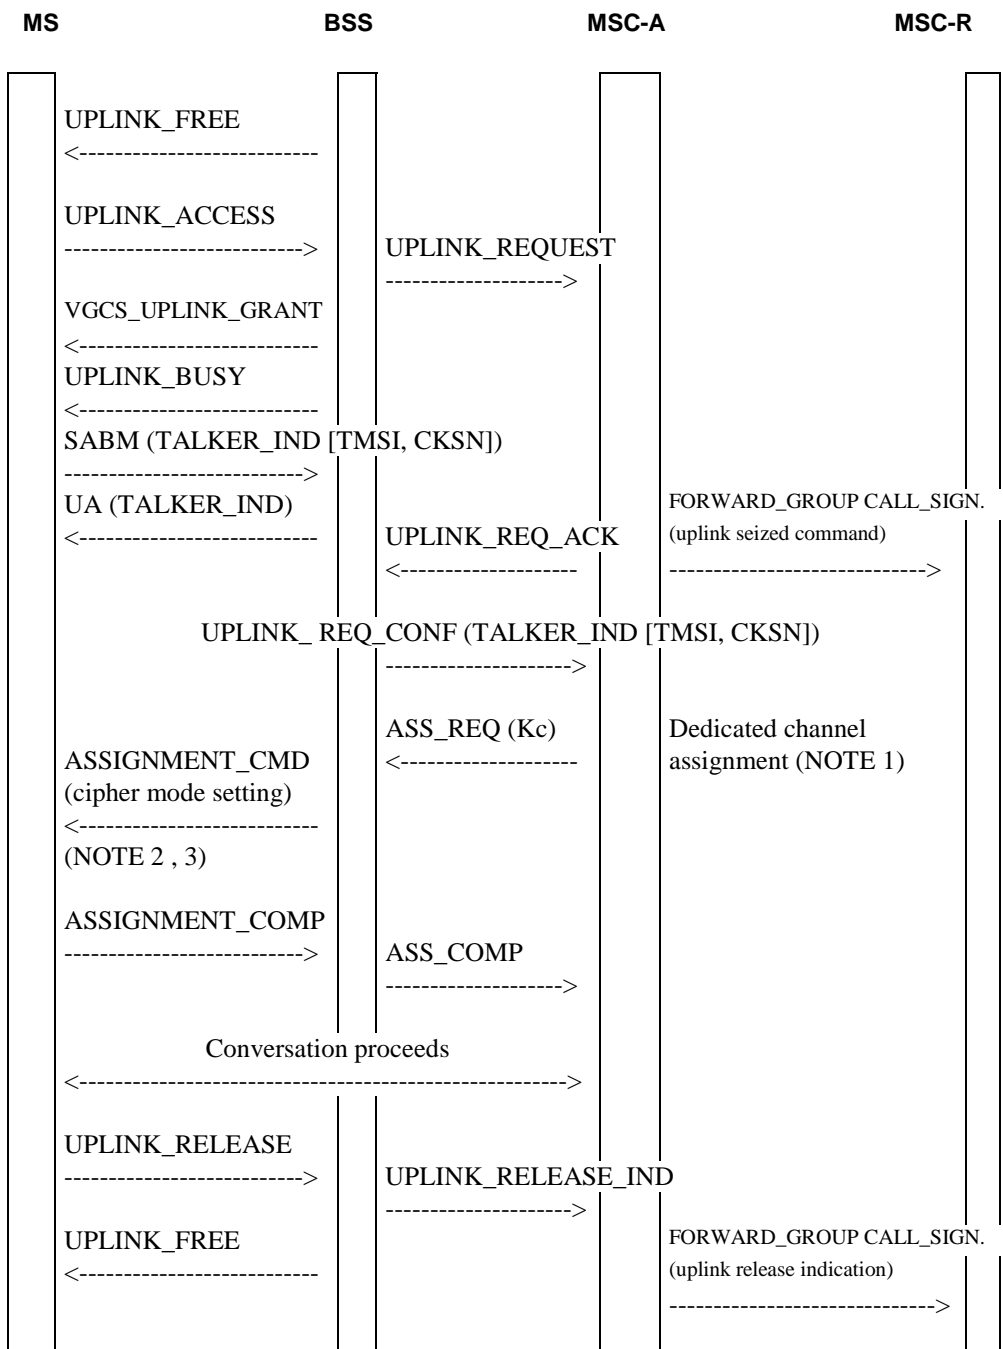 MS BSS MSC-A MSC-R
UPLINK_FREE
<---------------------------
UPLINK_ACCESS
---------------------------> UPLINK_REQUEST
-------------------->
VGCS_UPLINK_GRANT
<---------------------------
UPLINK_BUSY
<---------------------------
SABM (TALKER_IND [TMSI, CKSN])
--------------------------->
UA (TALKER_IND) FORWARD_GROUP CALL_SIGN.
<--------------------------- UPLINK_REQ_ACK (uplink seized command)
<-------------------- ----------------------------->
UPLINK_ REQ_CONF (TALKER_IND [TMSI, CKSN])
--------------------->
ASS_REQ (Kc) Dedicated channel
ASSIGNMENT_CMD <-------------------- assignment (NOTE 1)
(cipher mode setting)
<---------------------------
(NOTE 2 , 3)
ASSIGNMENT_COMP
---------------------------> ASS_COMP
-------------------->
Conversation proceeds
<------------------------------------------------------->
UPLINK_RELEASE
---------------------------> UPLINK_RELEASE_IND
--------------------->
UPLINK_FREE FORWARD_GROUP CALL_SIGN.
<--------------------------- (uplink release indication)
------------------------------>